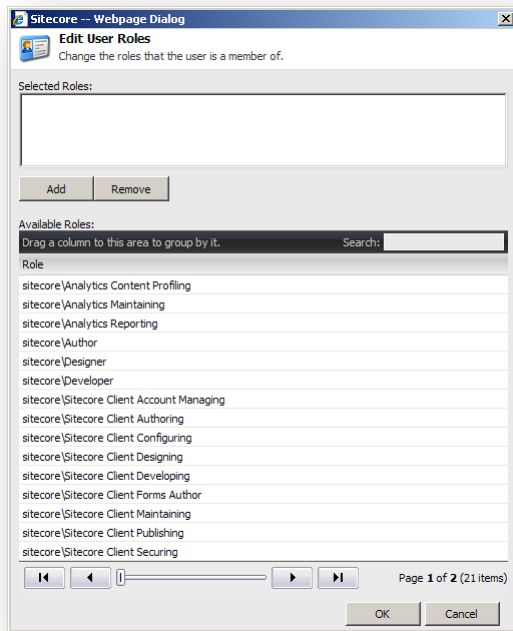 Sitecore -- Webpage Dialog
Edit User Roles
Change the roles that the user is a member of.
Selected Roles:
Add Remove
Available Roles:
Drag a column to this area to group by it. Search:
Role
sitecore\Analytics Content Profiling
sitecore\Analytics Maintaining
sitecore\Analytics Reporting
sitecore\Author
sitecore\Designer
sitecore\Developer
sitecore\Sitecore Client Account Managing
sitecore\Sitecore Client Authoring
sitecore\Sitecore Client Configuring
sitecore\Sitecore Client Designing
sitecore\Sitecore Client Developing
sitecore\Sitecore Client Forms Author
sitecore\Sitecore Client Maintaining
sitecore\Sitecore Client Publishing
sitecore\Sitecore Client Securing
Page 1 of 2 (21 items)
OK Cancel